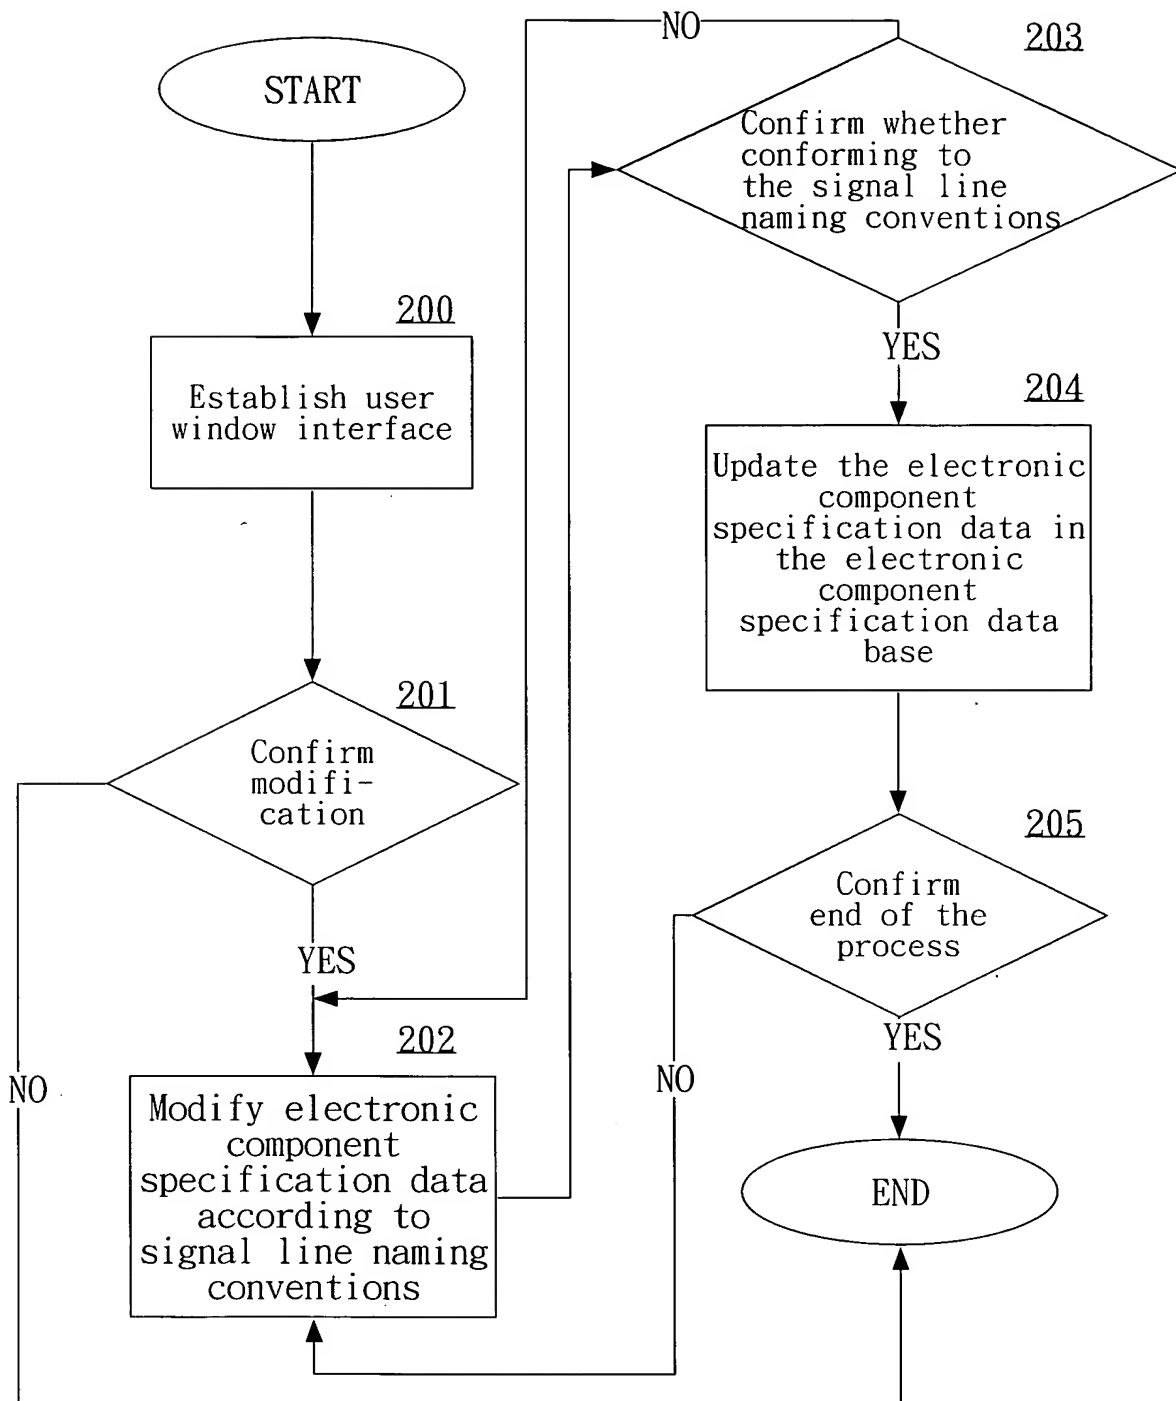 START
200
Establish user
window interface
201
Confirm
modifi-
cation
YES
NO
202
Modify electronic
component
specification data
according to
signal line naming
conventions
NO
203
Confirm whether
conforming to
the signal line
naming conventions
YES
204
Update the electronic
component
specification data in
the electronic
component
specification data
base
205
Confirm
end of the
process
YES
NO
END